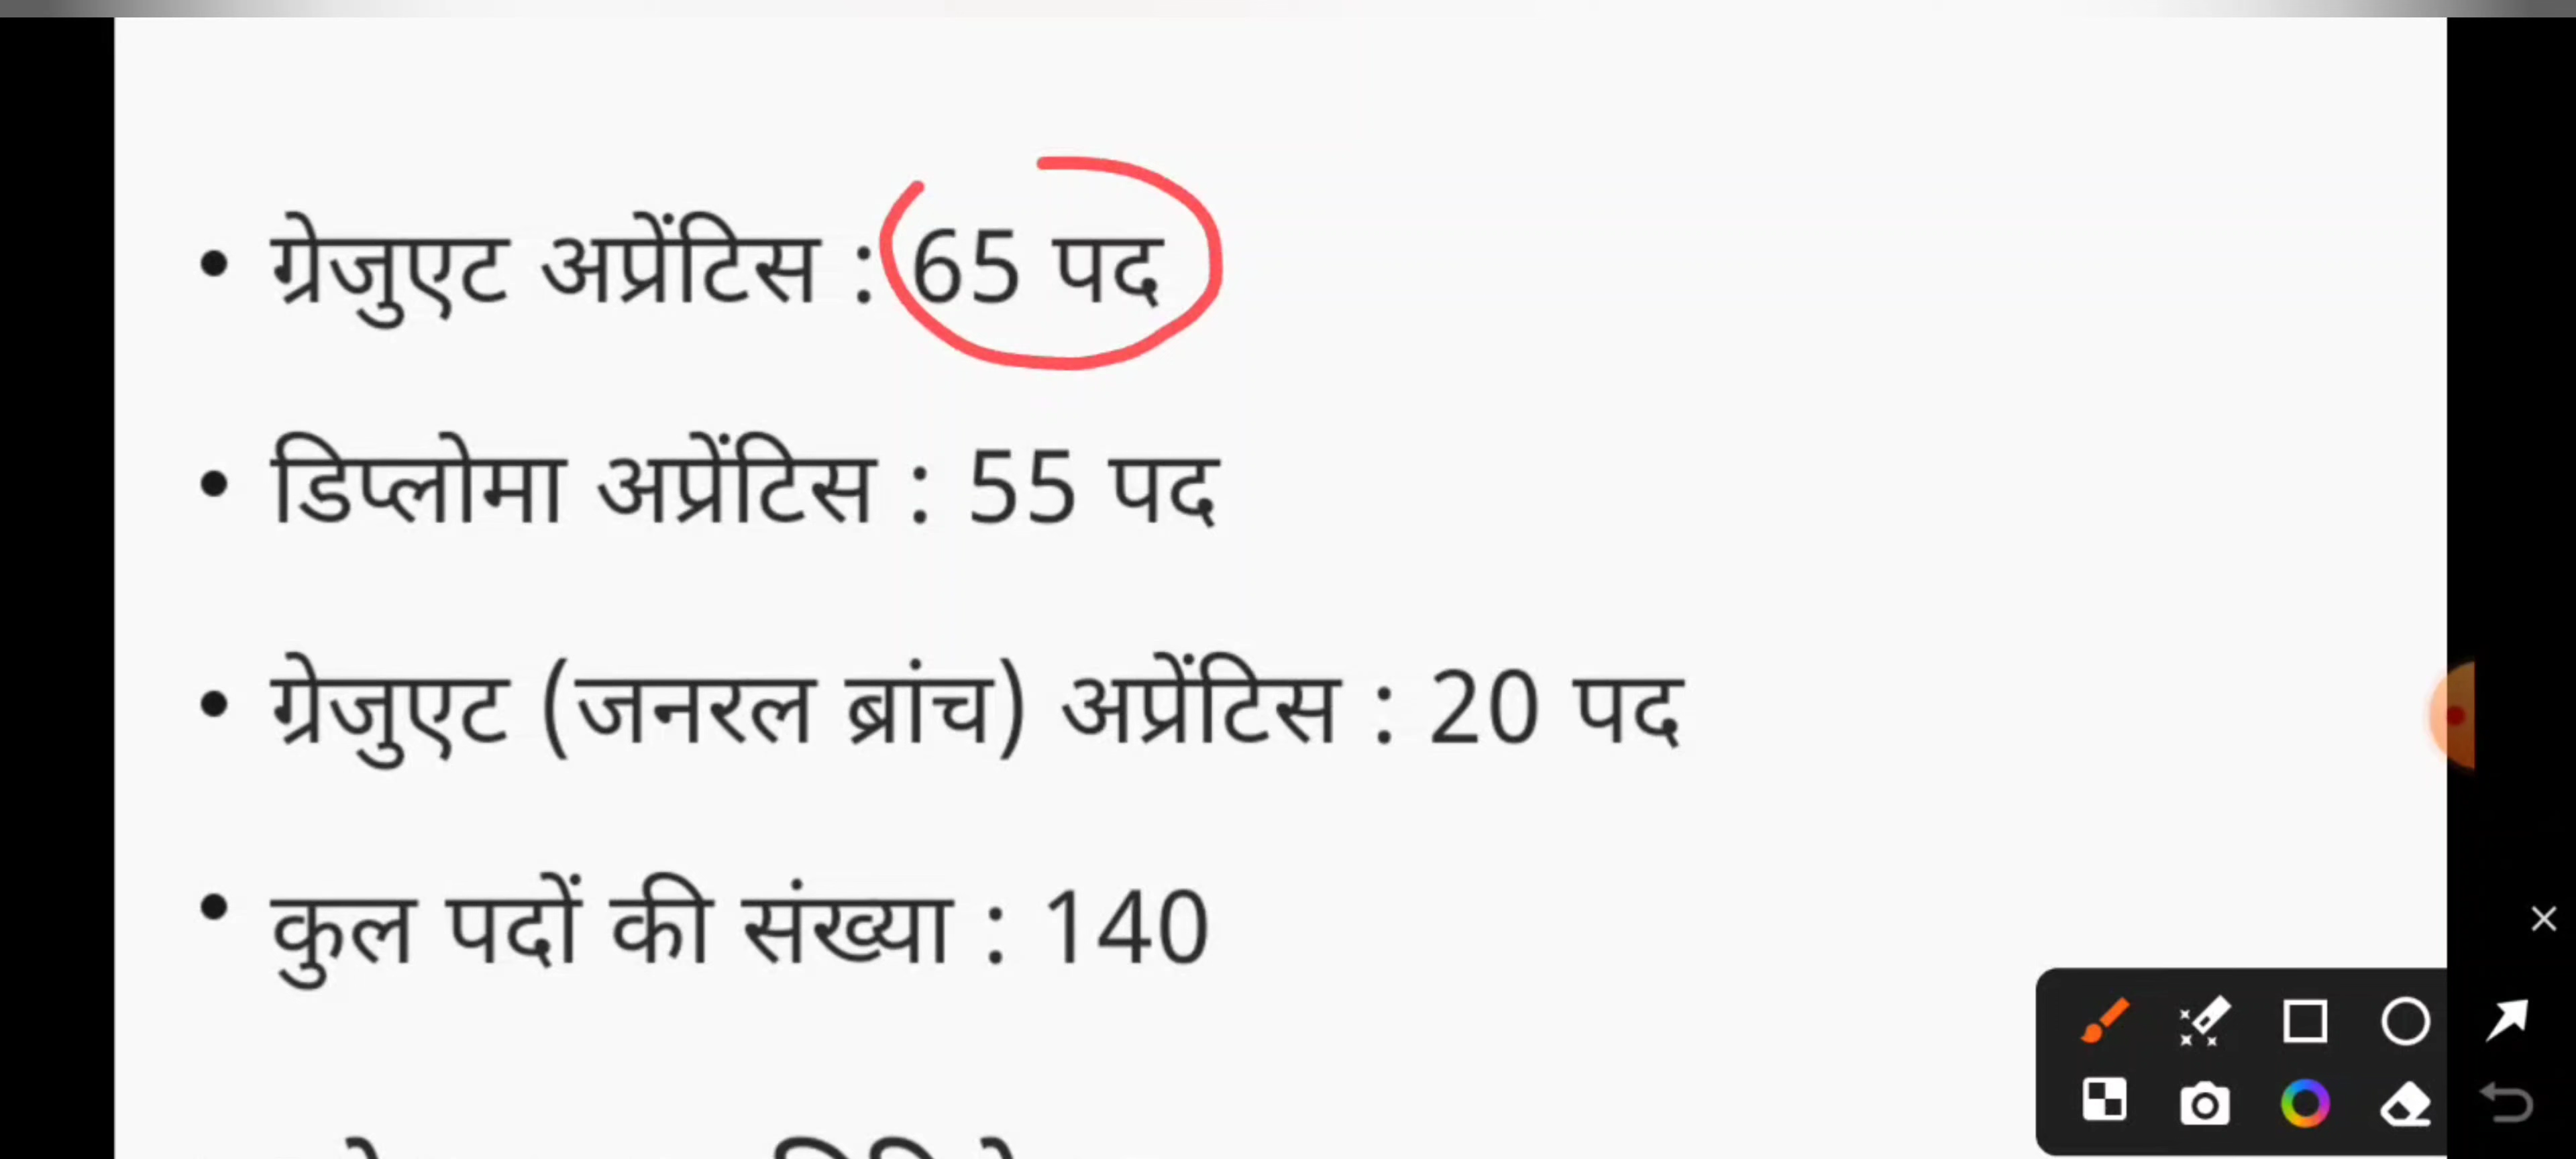 • ग्रेजुएट अप्रेंटिस : 65 पद
• डिप्लोमा अप्रेंटिस : 55 पद
• ग्रेजुएट (जनरल ब्रांच) अप्रेंटिस : 20 पद
• कुल पदों की संख्या : 140